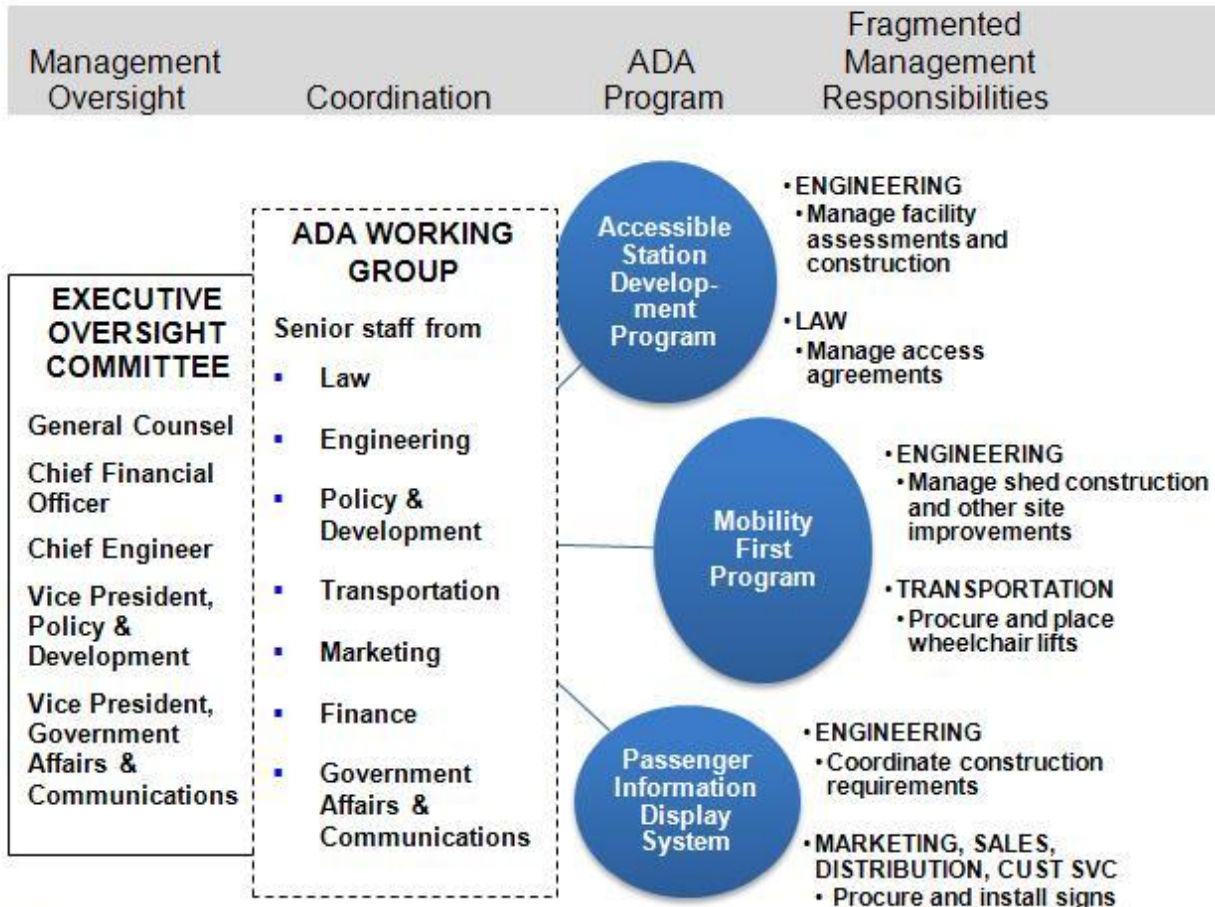 Management
Oversight
Coordination
ADA
Program
Fragmented
Management
Responsibilities
EXECUTIVE
OVERSIGHT
COMMITTEE
General Counsel
Chief Financial
Officer
Chief Engineer
Vice President,
Policy &
Development
Vice President,
Government
Affairs &
Communications
ADA WORKING
GROUP
Senior staff from
▪ Law
▪ Engineering
▪ Policy &
Development
▪ Transportation
▪ Marketing
▪ Finance
▪ Government
Affairs &
Communications
Accessible
Station
Develop-
ment
Program
• ENGINEERING
• Manage facility
assessments and
construction
• LAW
• Manage access
agreements
Mobility
First
Program
• ENGINEERING
• Manage shed construction
and other site
improvements
• TRANSPORTATION
• Procure and place
wheelchair lifts
Passenger
Information
Display
System
• ENGINEERING
• Coordinate construction
requirements
• MARKETING, SALES,
DISTRIBUTION, CUST SVC
• Procure and install signs